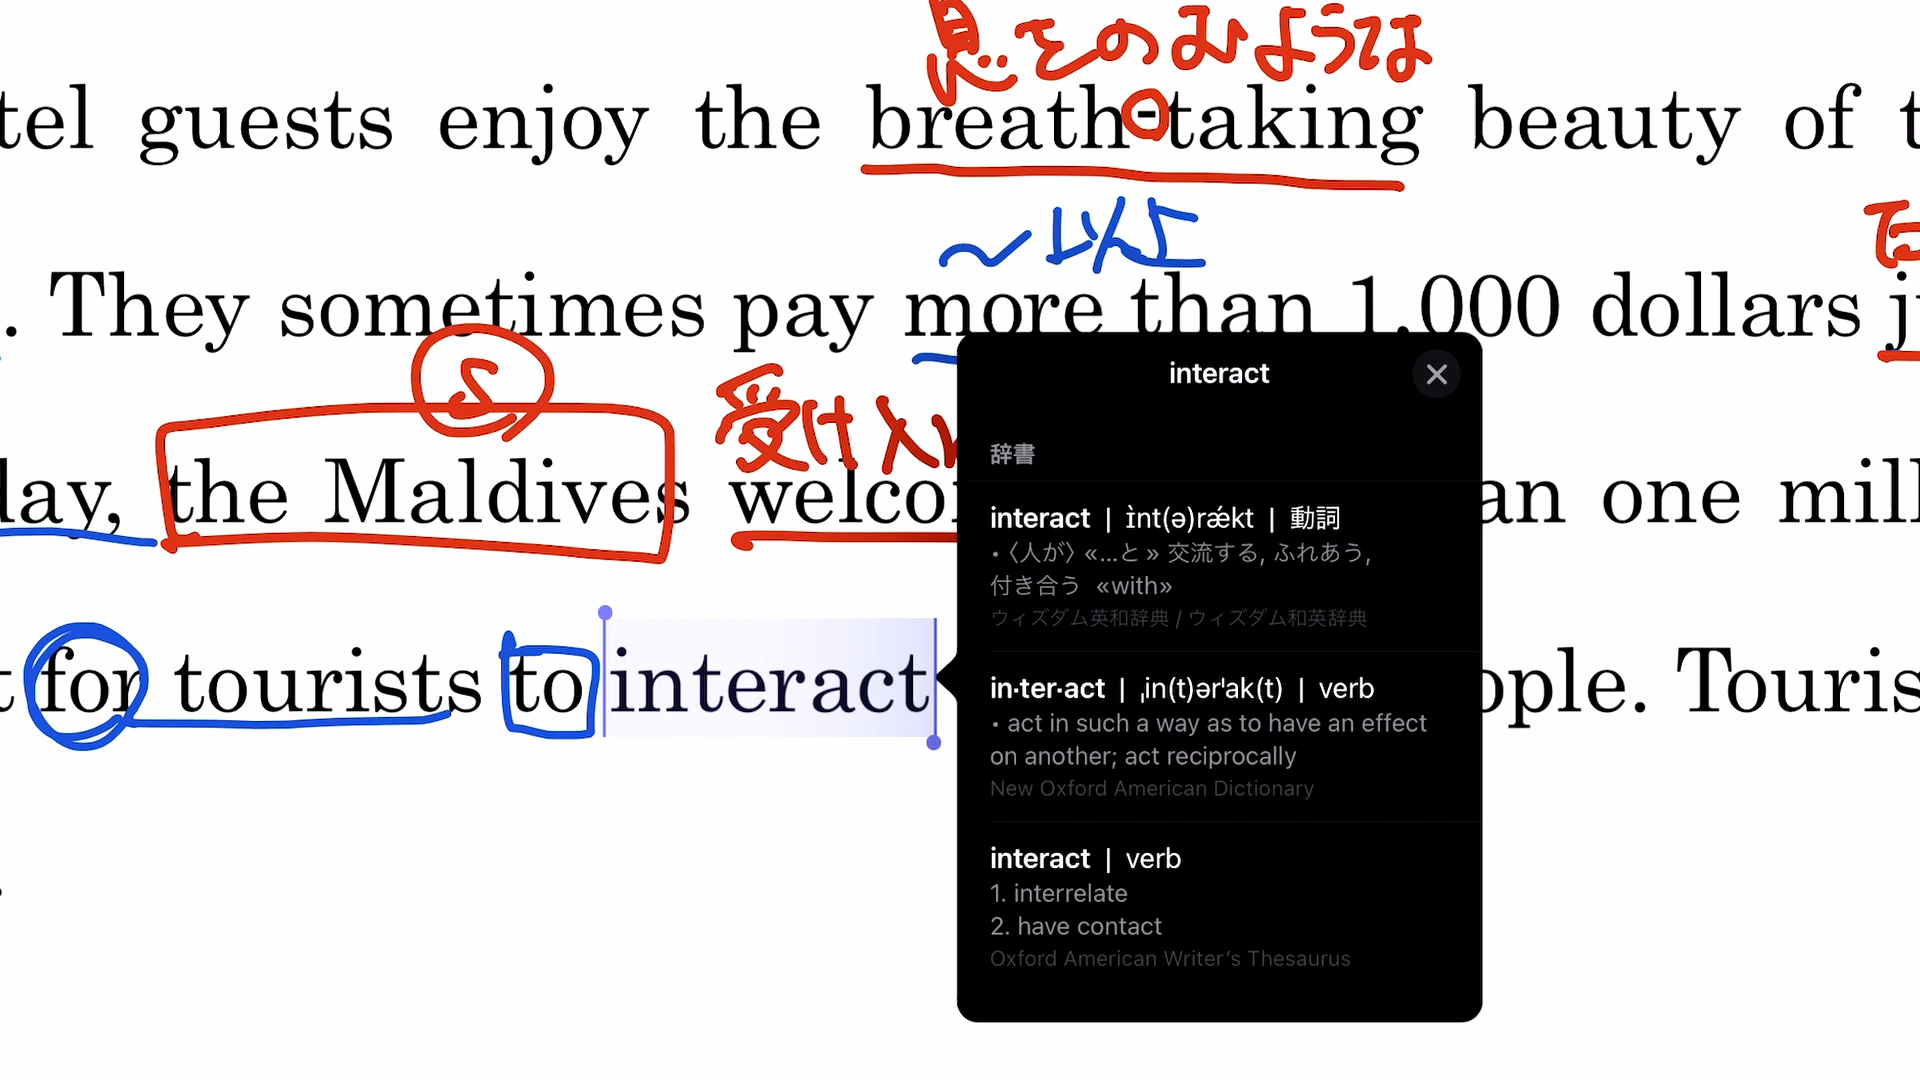 息をのむような
tel guests enjoy the breath-taking beauty of t
～以上
. They sometimes pay more than 1,000 dollars j
S
受け入れ
day, the Maldives welco
an one mill
for tourists to interact
ople. Touris
interact
辞書
interact | ìnt(ə)rǽkt | 動詞
•〈人が〉«…と» 交流する, ふれあう,
付き合う «with»
ウィズダム英和辞典 / ウィズダム和英辞典
in·ter·act | ˌin(t)ərˈak(t) | verb
• act in such a way as to have an effect
on another; act reciprocally
New Oxford American Dictionary
interact | verb
1. interrelate
2. have contact
Oxford American Writer's Thesaurus